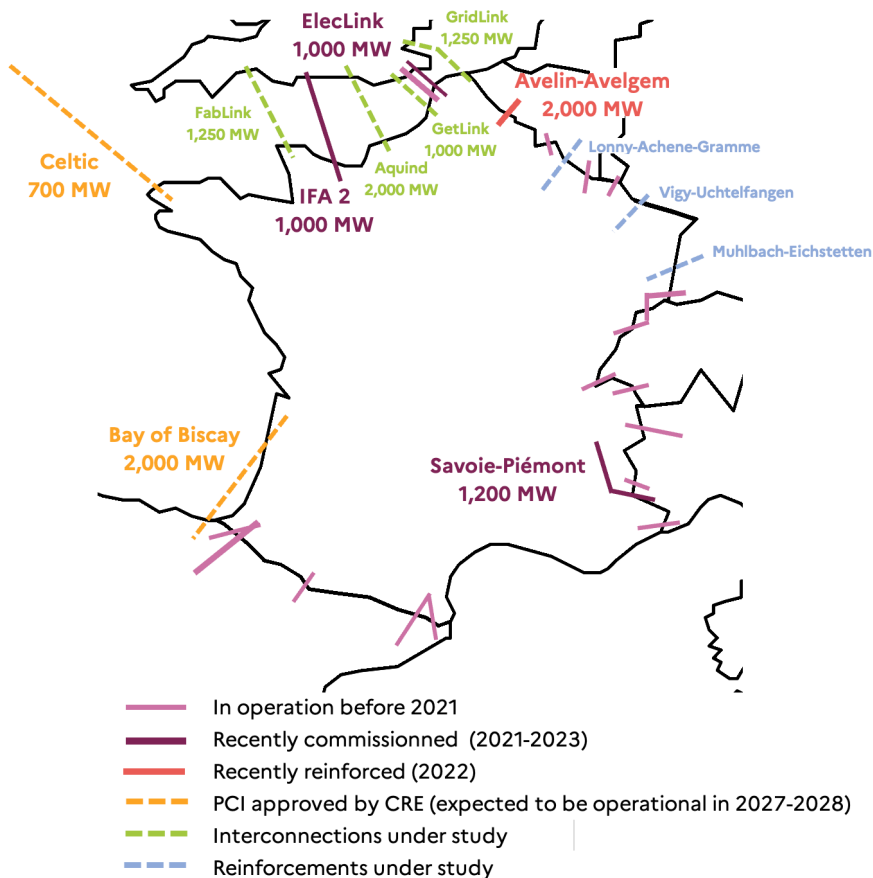 ElecLink
1,000 MW
GridLink
1,250 MW
Avelin-Avelgem
2,000 MW
FabLink
1,250 MW
GetLink
1,000 MW
Lonny-Achene-Gramme
Celtic
700 MW
Aquind
2,000 MW
IFA 2
1,000 MW
Vigy-Uchtelfangen
Muhlbach-Eichstetten
Bay of Biscay
2,000 MW
Savoie-Piémont
1,200 MW
In operation before 2021
Recently commissionned (2021-2023)
Recently reinforced (2022)
PCI approved by CRE (expected to be operational in 2027-2028)
Interconnections under study
Reinforcements under study